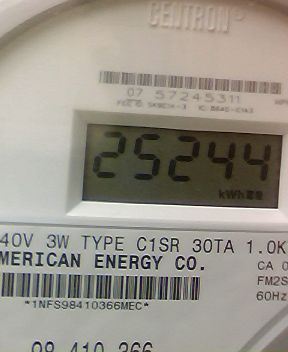 CENTRON®
07 57245311
25244
kWh
40V 3W TYPE C1SR 30TA 1.0K
MERICAN ENERGY CO.
CA 0
FM2S
60Hz
*1NFS98410366MEC*
98 410 366